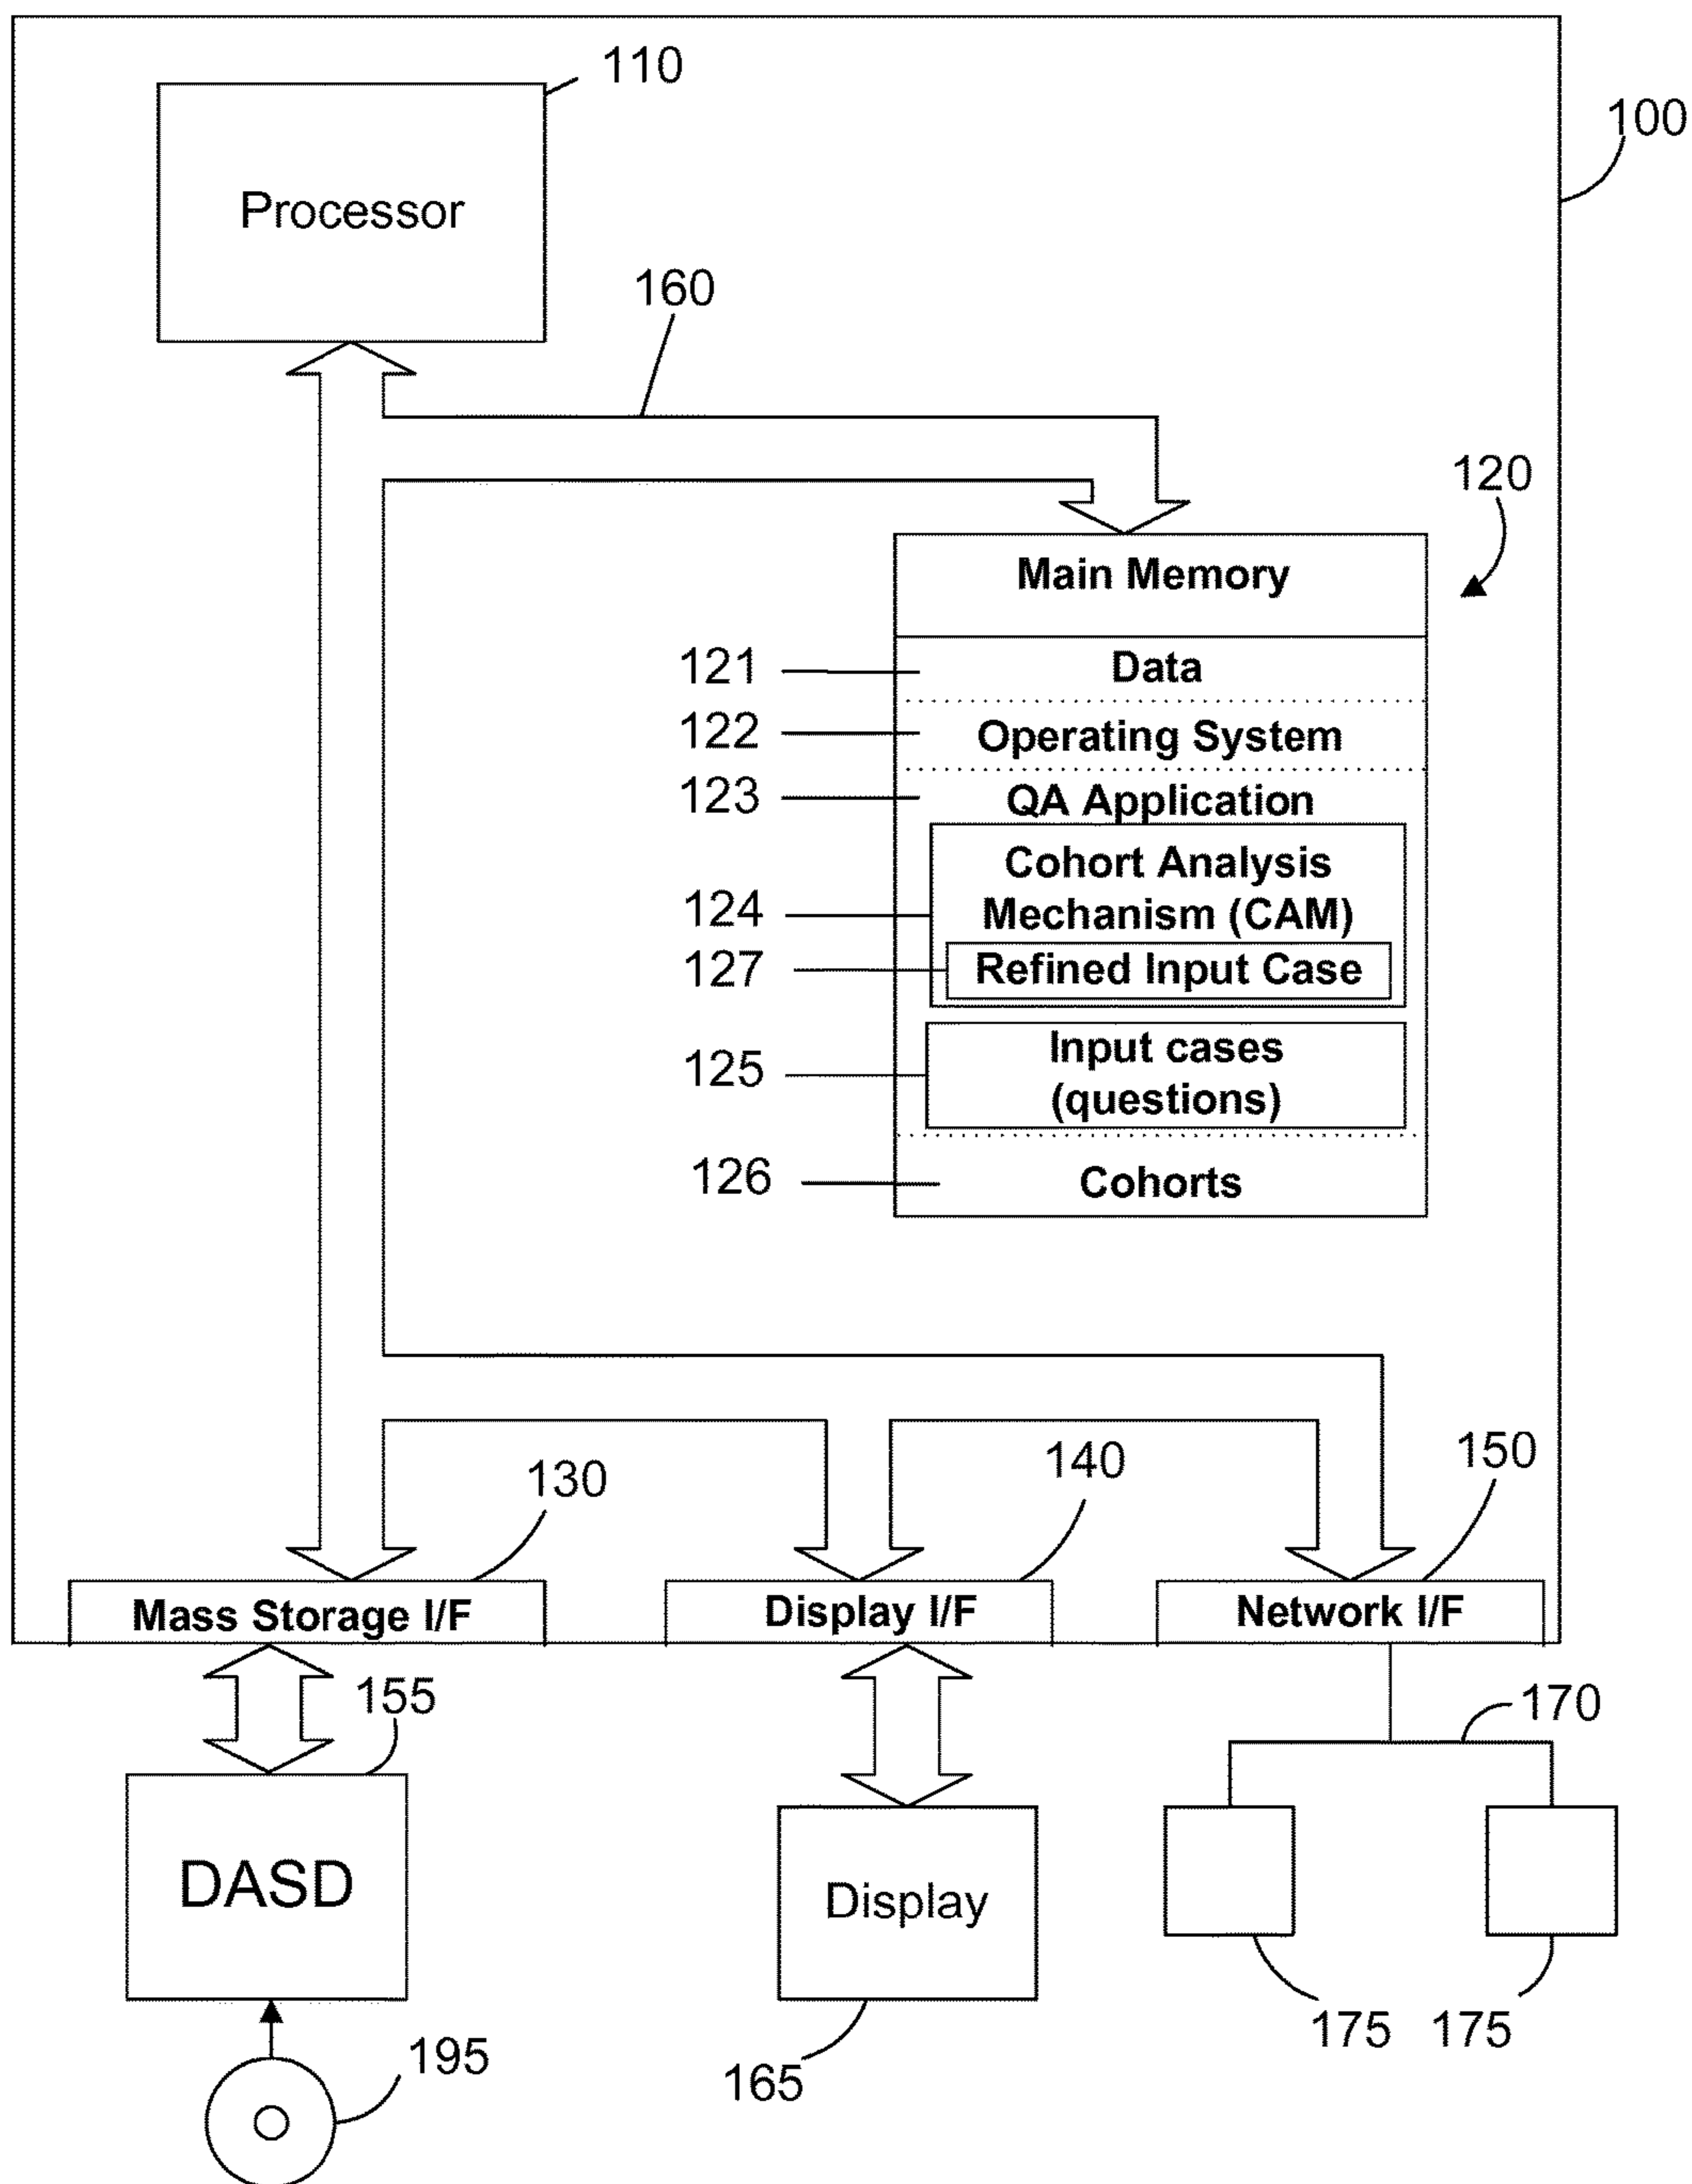 110
100
Processor
160
120
Main Memory
121
Data
122
Operating System
123
QA Application
Cohort Analysis
124
Mechanism (CAM)
127
Refined Input Case
Input cases
125
(questions)
126
Cohorts
130
140
150
Mass Storage I/F
Display I/F
Network I/F
155
170
DASD
Display
175
175
195
165